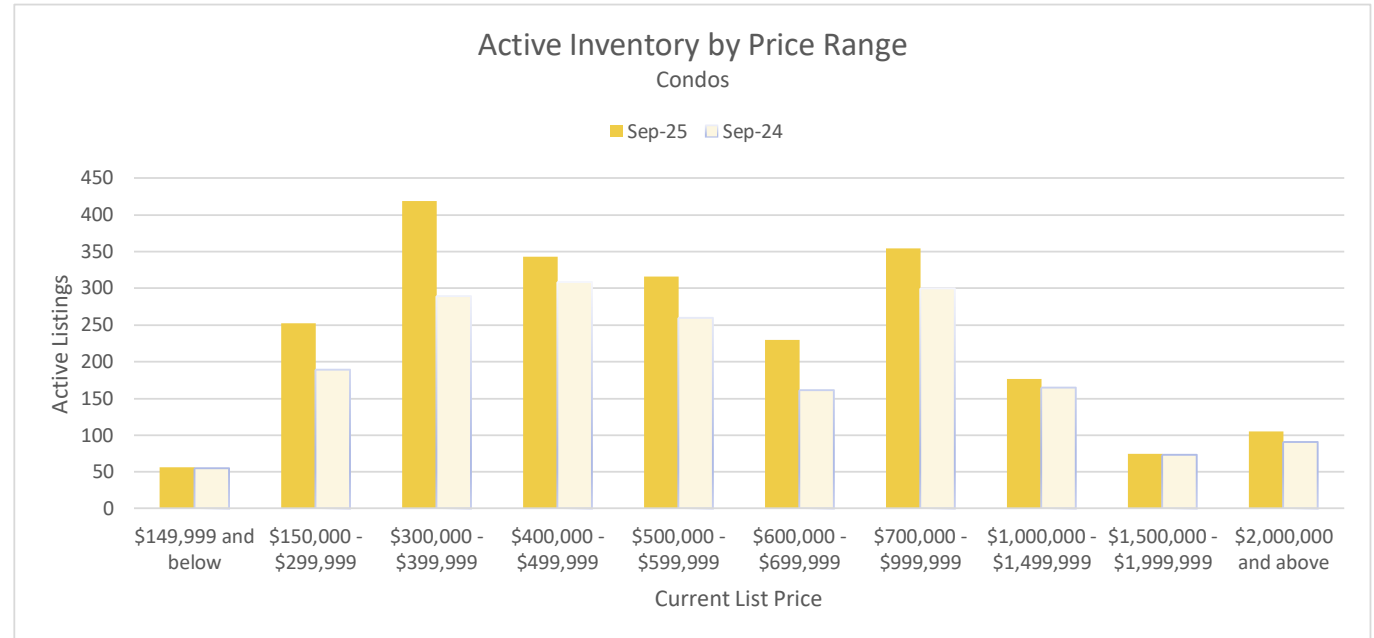 Active Inventory by Price Range
Condos
Sep-25 Sep-24
450
400
350
300
250
200
150
100
50
0
Active Listings
$149,999 and below
$150,000 - $299,999
$300,000 - $399,999
$400,000 - $499,999
$500,000 - $599,999
$600,000 - $699,999
$700,000 - $999,999
$1,000,000 - $1,499,999
$1,500,000 - $1,999,999
$2,000,000 and above
Current List Price